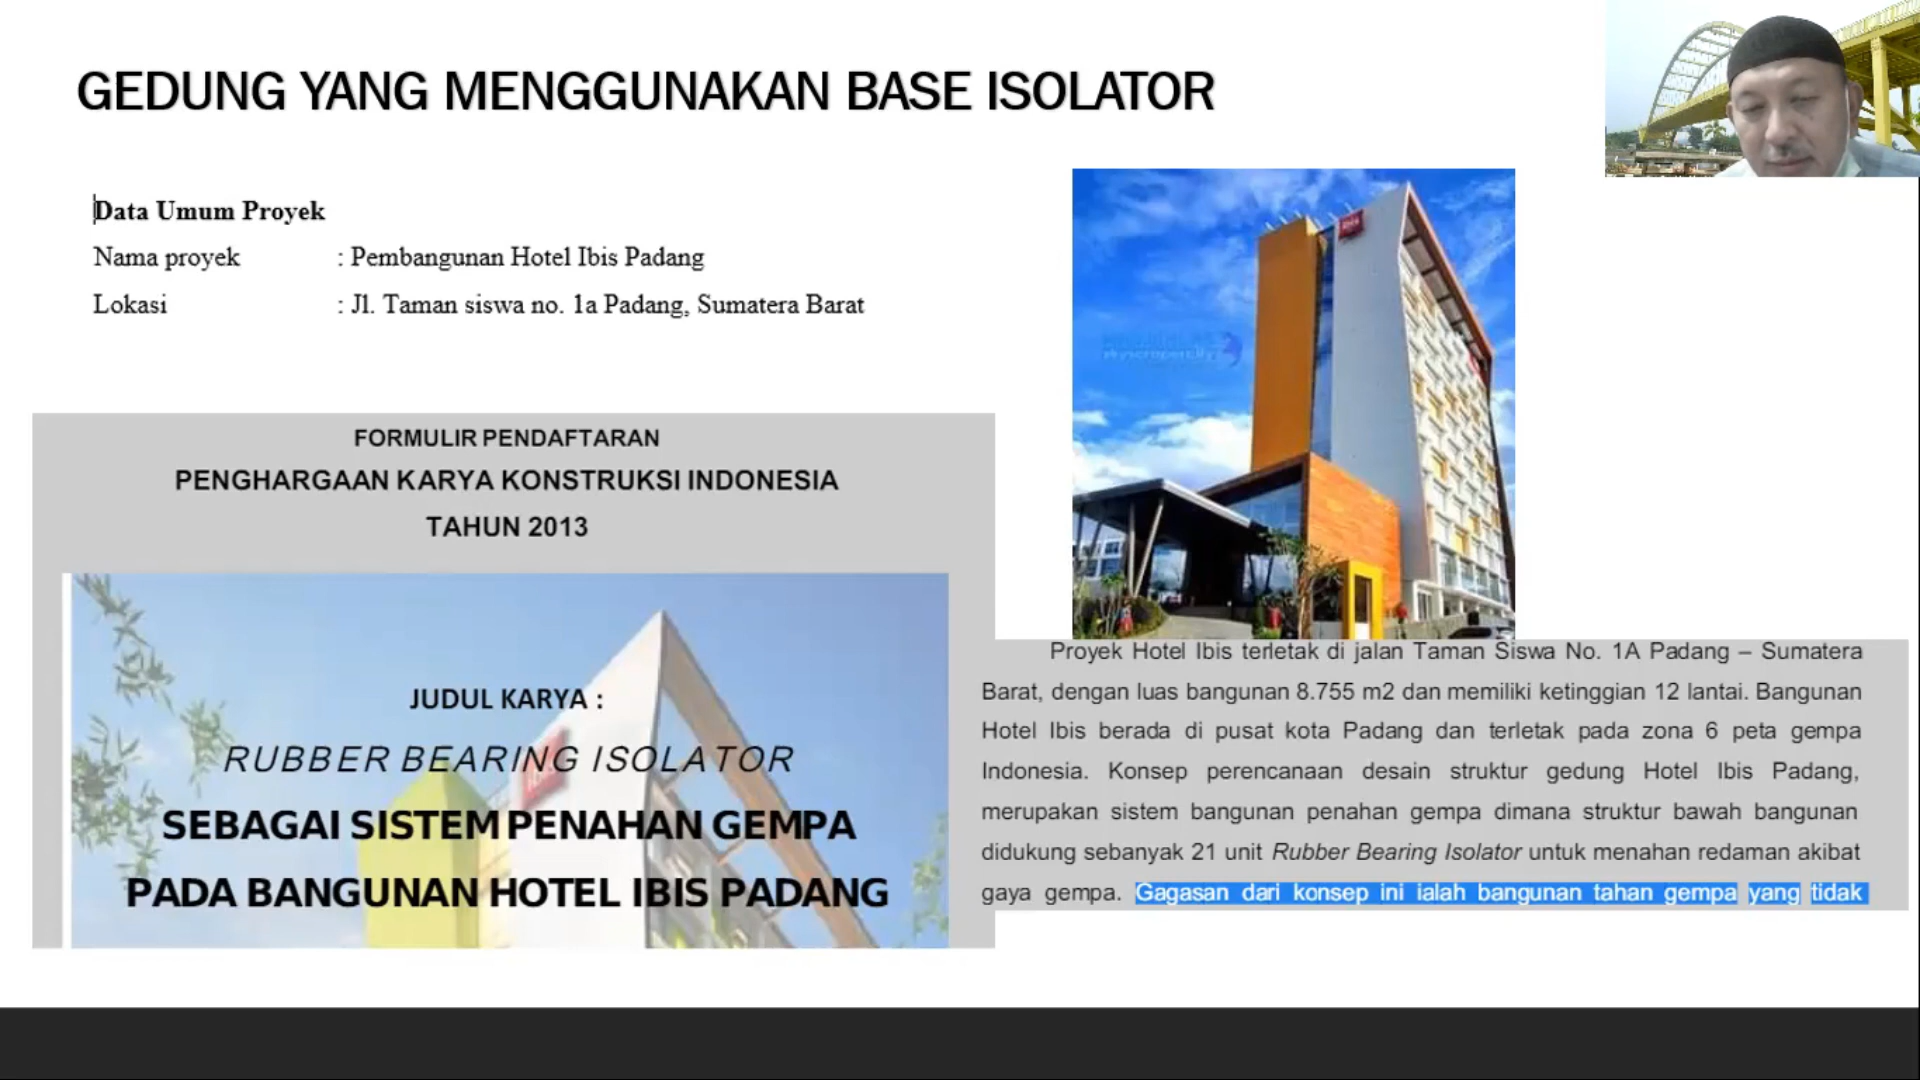 GEDUNG YANG MENGGUNAKAN BASE ISOLATOR
Data Umum Proyek
Nama proyek : Pembangunan Hotel Ibis Padang
Lokasi : Jl. Taman siswa no. 1a Padang, Sumatera Barat
FORMULIR PENDAFTARAN
PENGHARGAAN KARYA KONSTRUKSI INDONESIA
TAHUN 2013
JUDUL KARYA :
RUBBER BEARING ISOLATOR
SEBAGAI SISTEM PENAHAN GEMPA
PADA BANGUNAN HOTEL IBIS PADANG
Proyek Hotel Ibis terletak di jalan Taman Siswa No. 1A Padang – Sumatera
Barat, dengan luas bangunan 8.755 m2 dan memiliki ketinggian 12 lantai. Bangunan
Hotel Ibis berada di pusat kota Padang dan terletak pada zona 6 peta gempa
Indonesia. Konsep perencanaan desain struktur gedung Hotel Ibis Padang,
merupakan sistem bangunan penahan gempa dimana struktur bawah bangunan
didukung sebanyak 21 unit Rubber Bearing Isolator untuk menahan redaman akibat
gaya gempa. Gagasan dari konsep ini ialah bangunan tahan gempa yang tidak